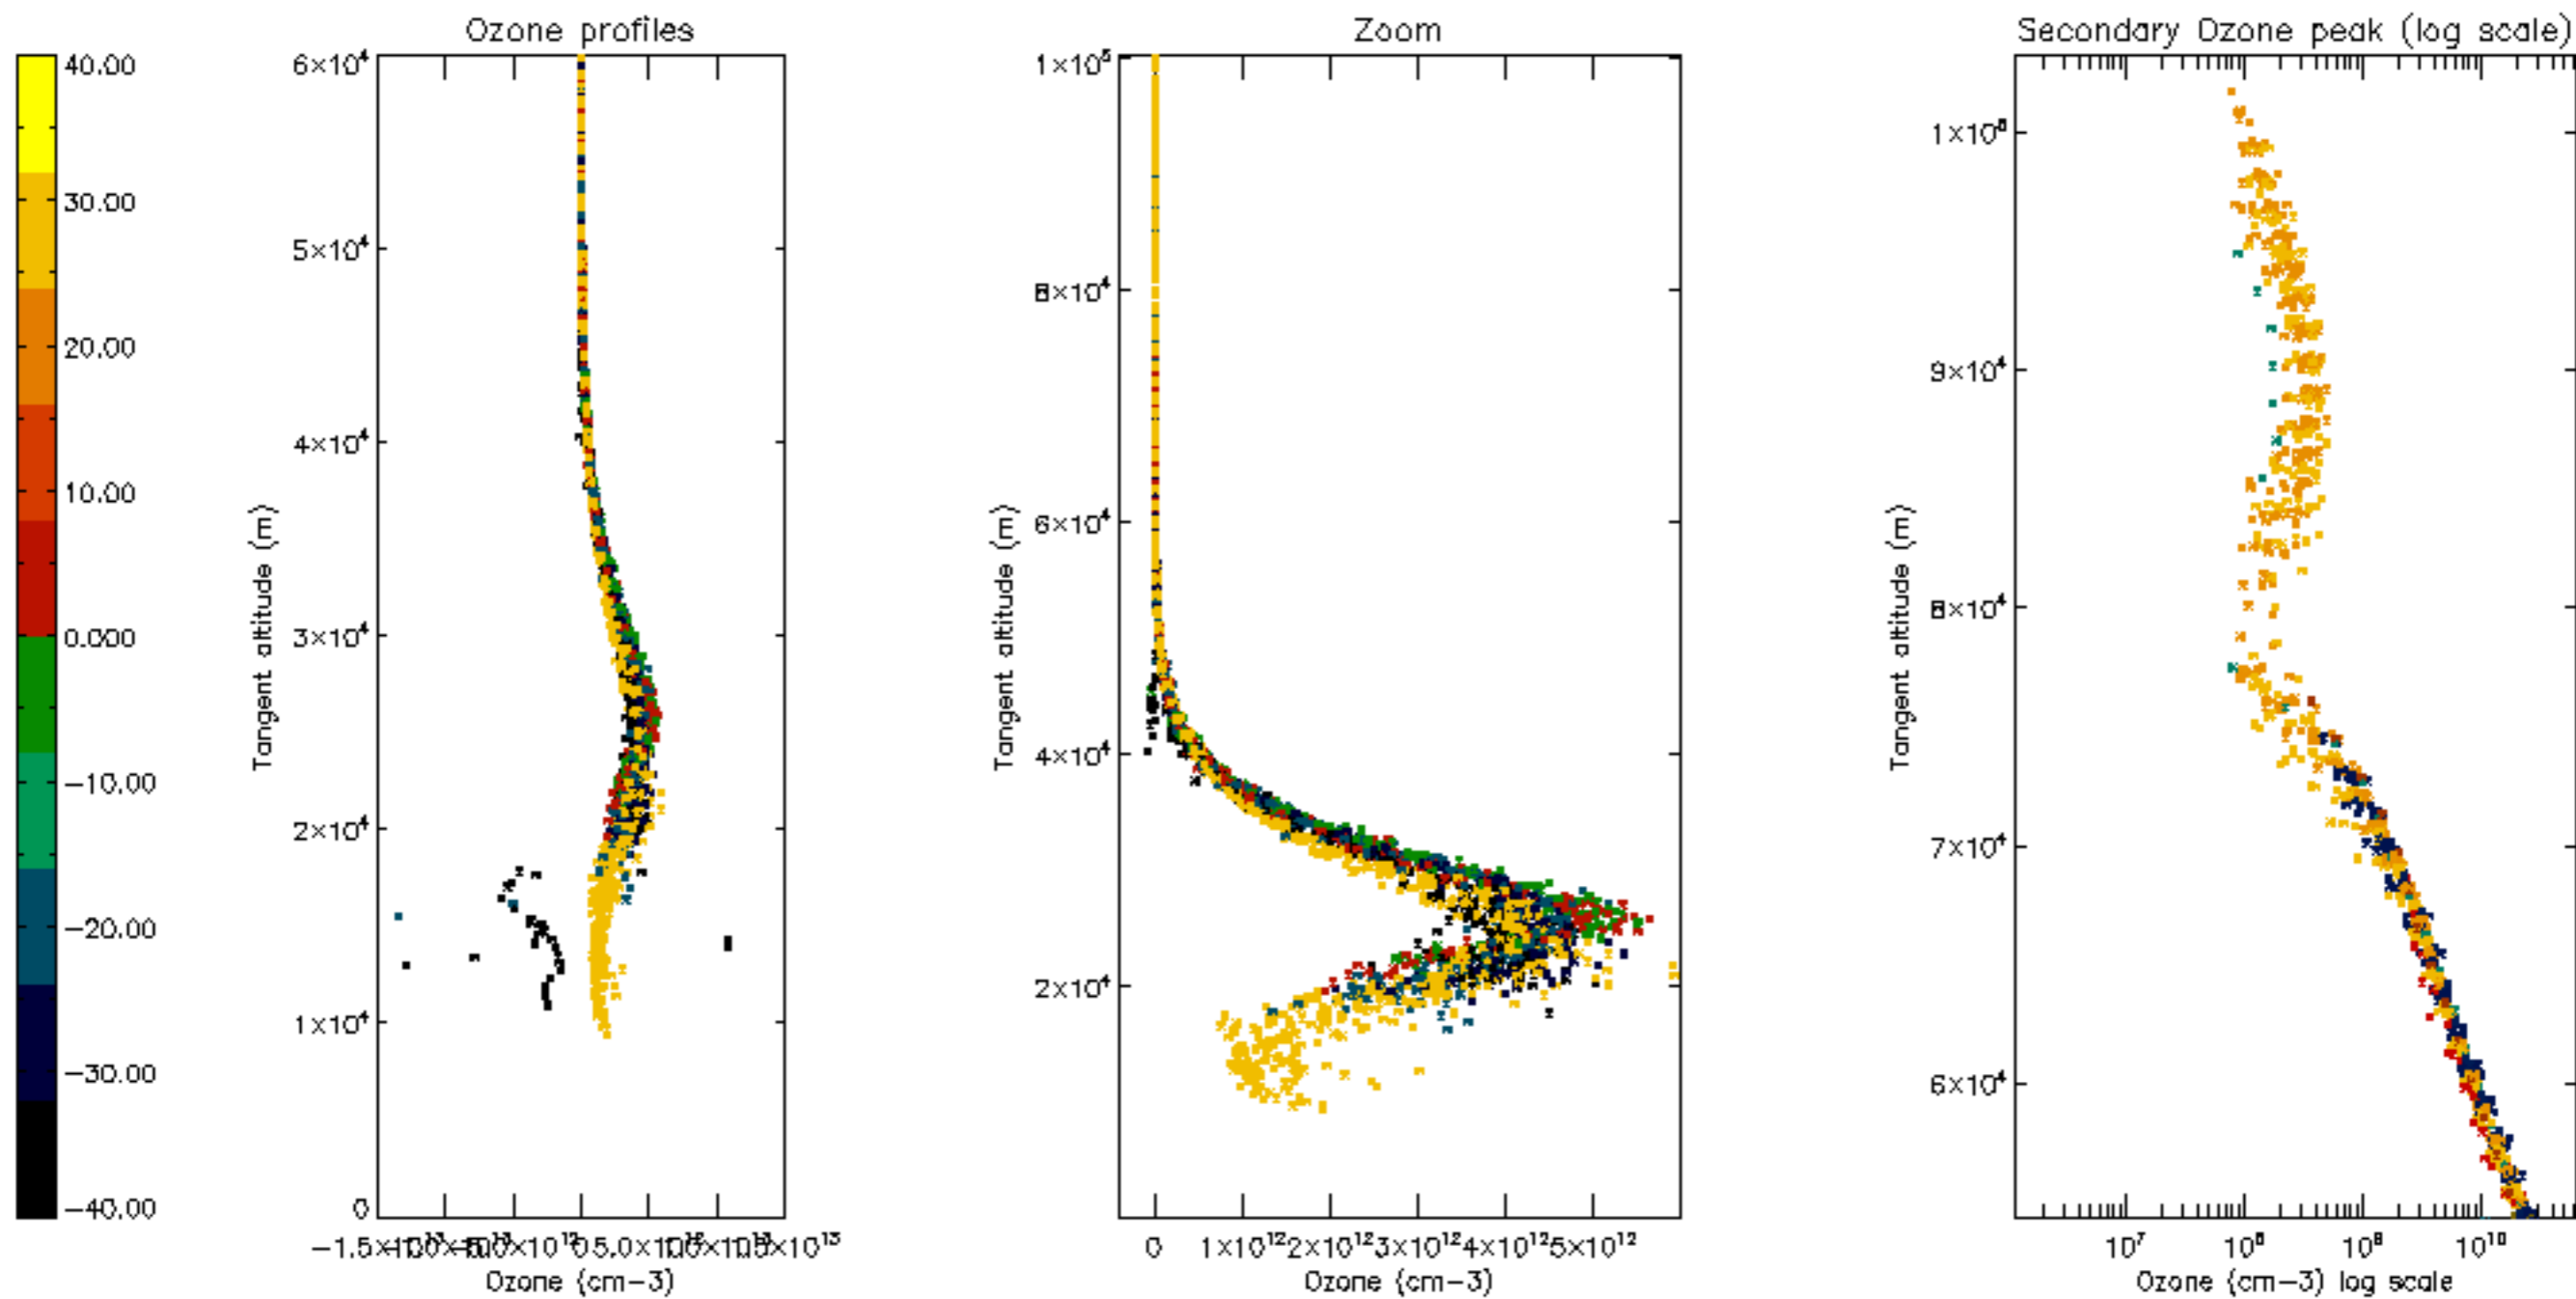 Ozone profiles
Zoom
Secondary Ozone peak (log scale)
40.00
30.00
20.00
10.00
0.00
-10.00
-20.00
-30.00
-40.00
Tangent altitude (m)
6×10⁴
5×10⁴
4×10⁴
3×10⁴
2×10⁴
1×10⁴
0
Ozone (cm-3)
Tangent altitude (m)
1×10⁵
8×10⁴
6×10⁴
4×10⁴
2×10⁴
0 1×10¹² 2×10¹² 3×10¹² 4×10¹² 5×10¹²
Ozone (cm-3)
Tangent altitude (m)
9×10⁴
8×10⁴
7×10⁴
6×10⁴
10⁷ 10⁸ 10⁹ 10¹⁰
Ozone (cm-3) log scale